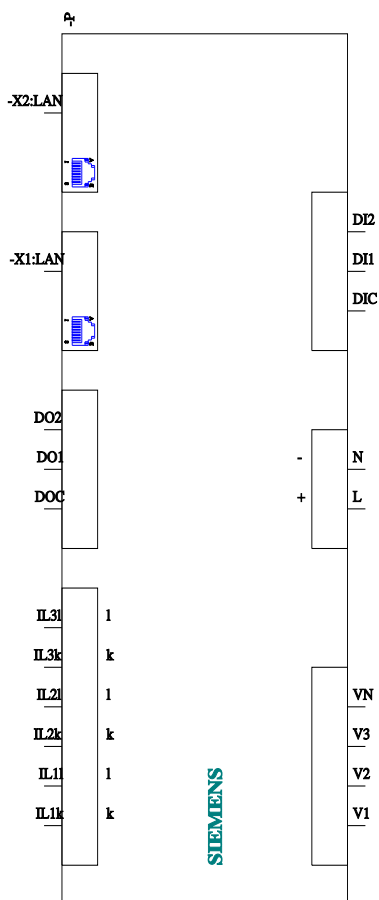 -P
-X2:LAN
-X1:LAN
DI2
DI1
DIC
DO2
DO1
DOC
- N
+ L
IL3l l
IL3k k
IL2l l
IL2k k
IL1l l
IL1k k
VN
V3
V2
V1
SIEMENS